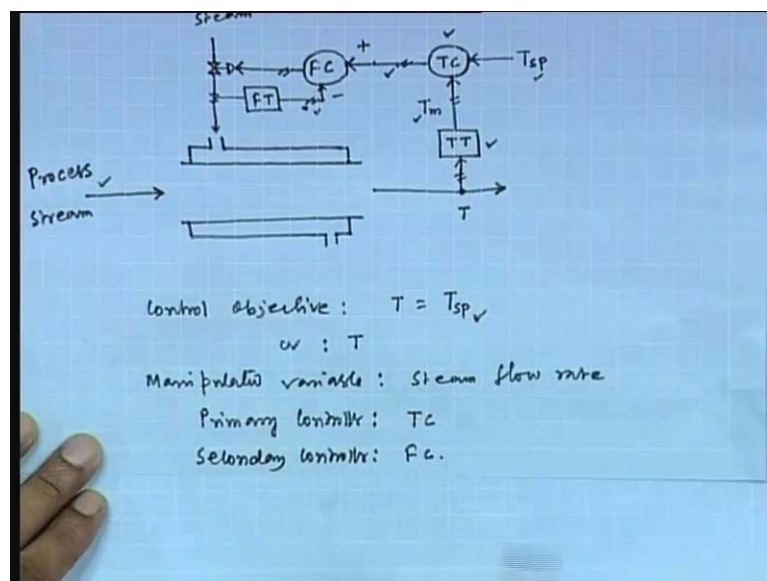 steam
+
FC
TC
Tsp
FT
-
Tm
TT
Process
stream
T
Control objective : T = Tsp
CV : T
Manipulated variable : steam flow rate
Primary controller : TC
Secondary controller : FC.